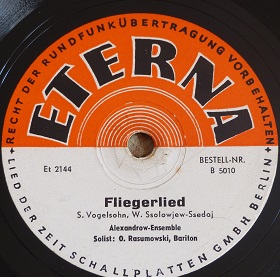 RECHT DER RUNDFUNKÜBERTRAGUNG VORBEHALTEN
ETERNA
Et 2144
BESTELL-NR.
B 5010
Fliegerlied
S. Vogelsohn, W. Ssolowjew-Ssedoj
Alexandrow-Ensemble
Solist: O. Rasumowski, Bariton
LIED DER ZEIT SCHALLPLATTEN GMBH BERLIN